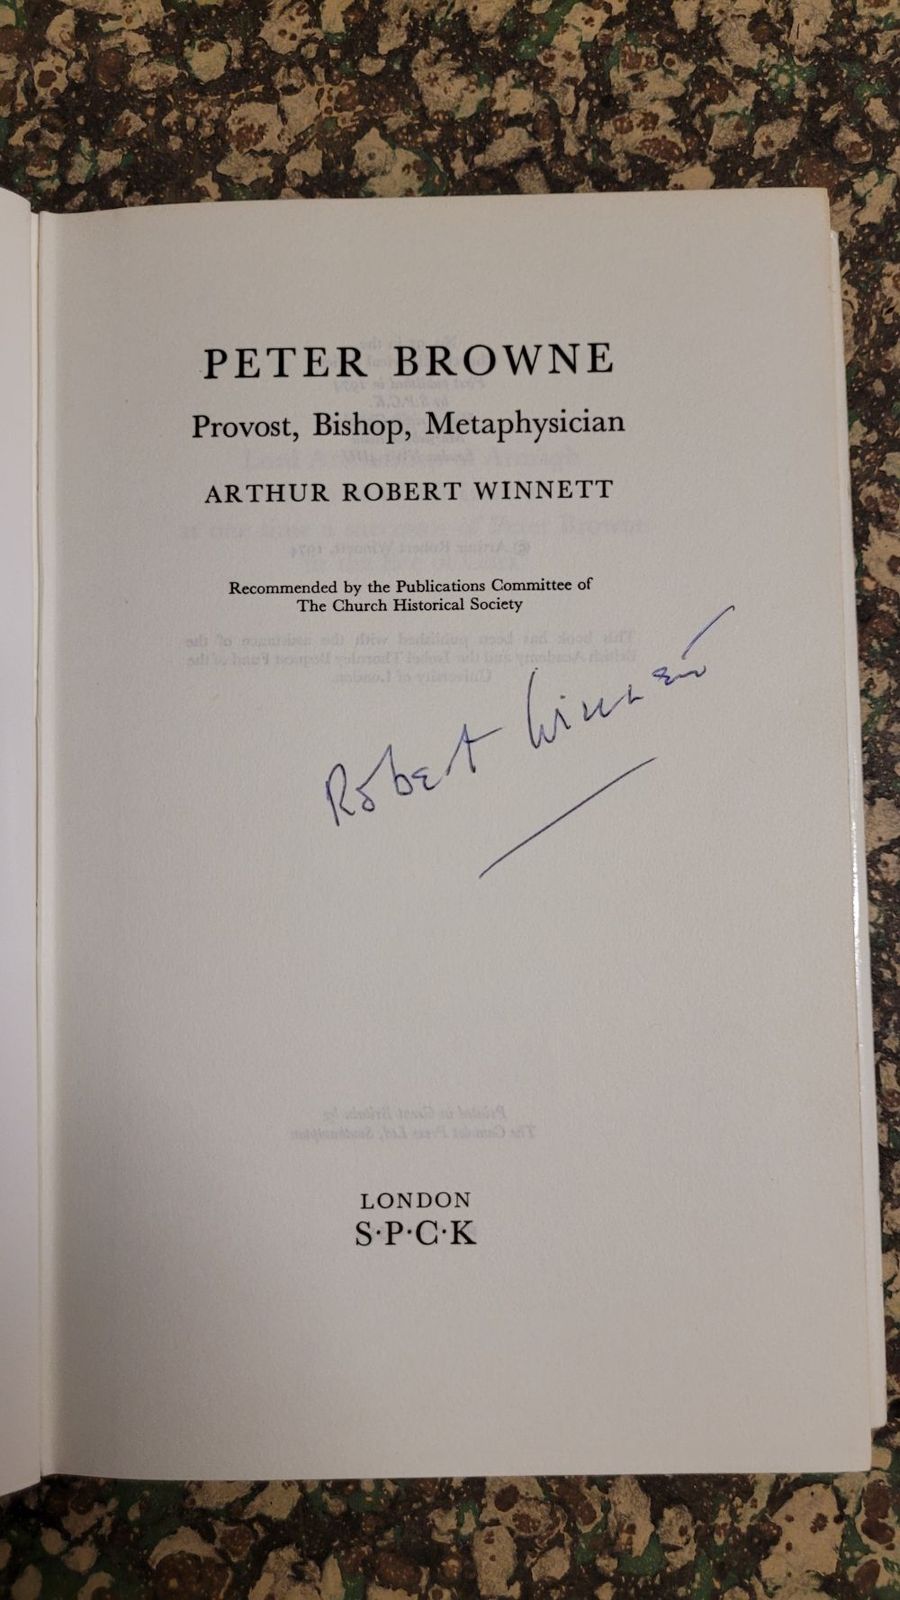 PETER BROWNE
Provost, Bishop, Metaphysician
ARTHUR ROBERT WINNETT
Recommended by the Publications Committee of
The Church Historical Society
Robert Winnett
LONDON
S·P·C·K